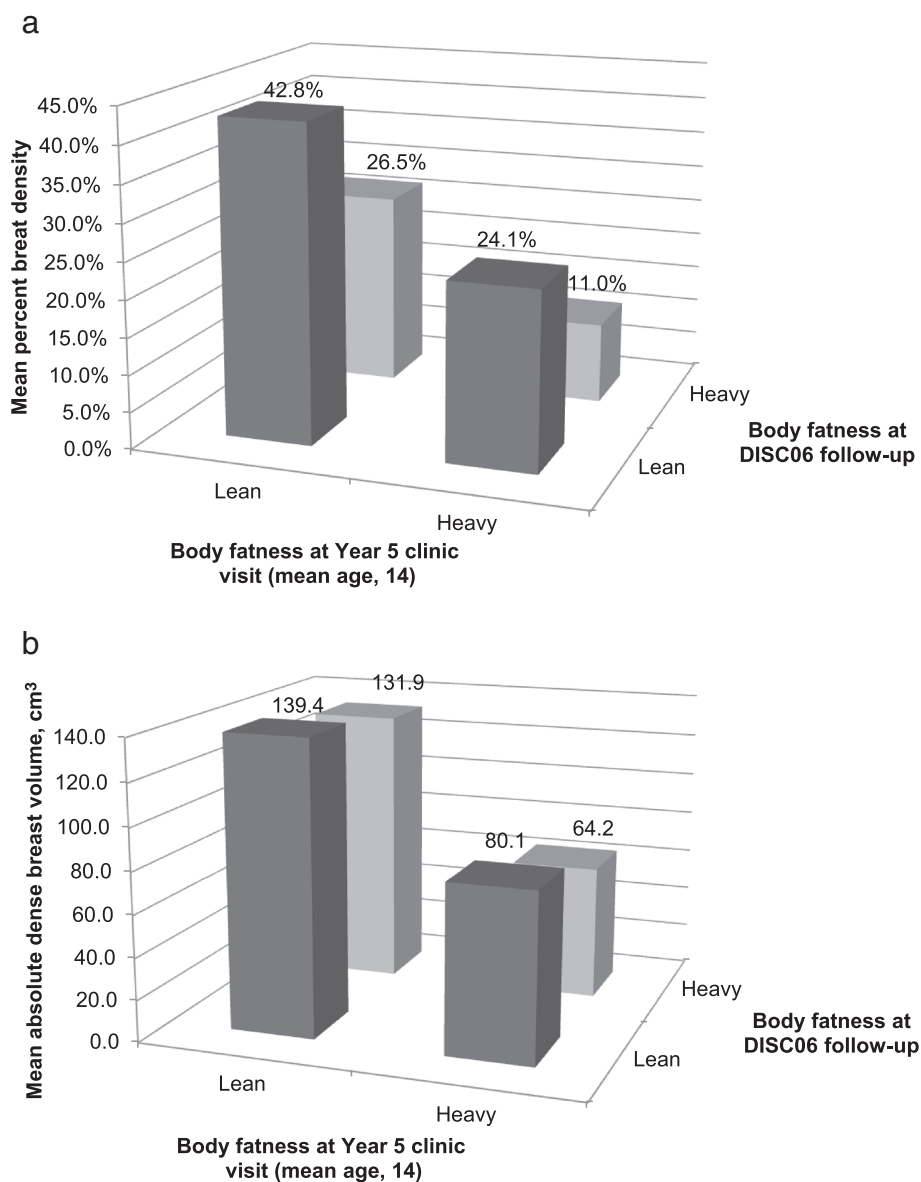 a
42.8%
45.0%
40.0%
26.5%
35.0%
30.0%
24.1%
25.0%
11.0%
20.0%
15.0%
10.0%
5.0%
0.0%
Mean percent breat density
Heavy
Lean
Body fatness at
DISC06 follow-up
Lean
Heavy
Body fatness at Year 5 clinic
visit (mean age, 14)
b
131.9
139.4
140.0
120.0
100.0
80.1
64.2
80.0
60.0
40.0
20.0
0.0
Mean absolute dense breast volume, cm³
Heavy
Lean
Body fatness at
DISC06 follow-up
Lean
Heavy
Body fatness at Year 5 clinic
visit (mean age, 14)